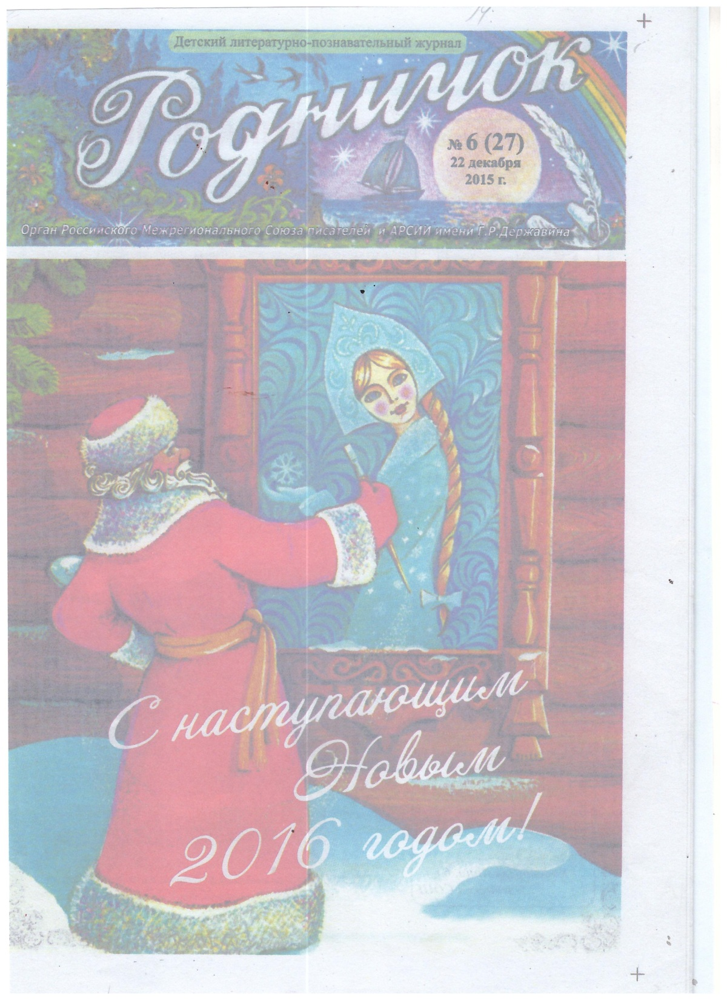 14.
Детский литературно-познавательный журнал
Родничок
№ 6 (27)
22 декабря
2015 г.
Орган Российского Межрегионального Союза писателей и АРСИИ имени Г.Р.Державина
С наступающим
Новым
2016 годом!